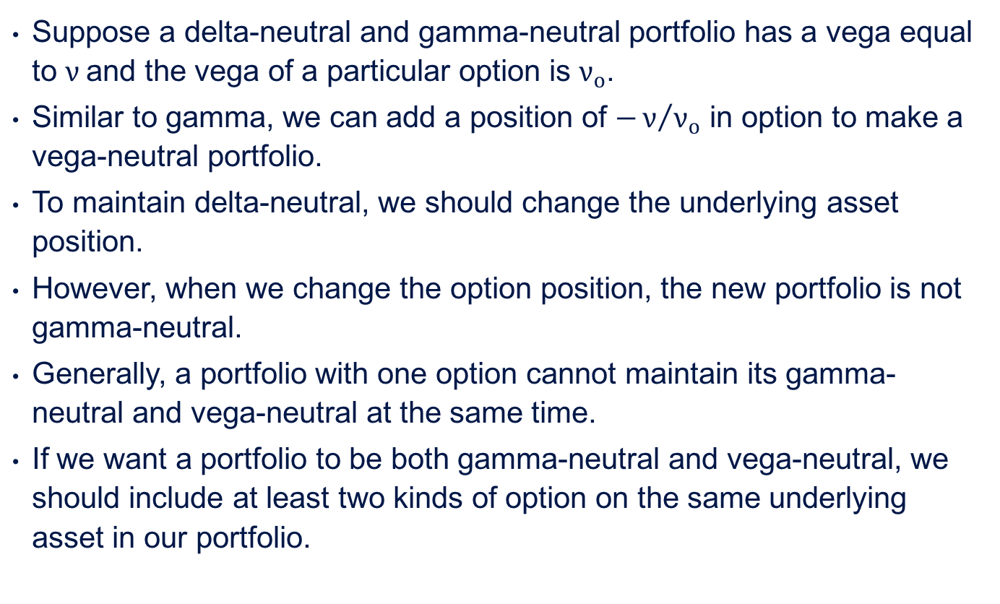 • Suppose a delta-neutral and gamma-neutral portfolio has a vega equal
to ν and the vega of a particular option is νₒ.
• Similar to gamma, we can add a position of − ν/νₒ in option to make a
vega-neutral portfolio.
• To maintain delta-neutral, we should change the underlying asset
position.
• However, when we change the option position, the new portfolio is not
gamma-neutral.
• Generally, a portfolio with one option cannot maintain its gamma-
neutral and vega-neutral at the same time.
• If we want a portfolio to be both gamma-neutral and vega-neutral, we
should include at least two kinds of option on the same underlying
asset in our portfolio.